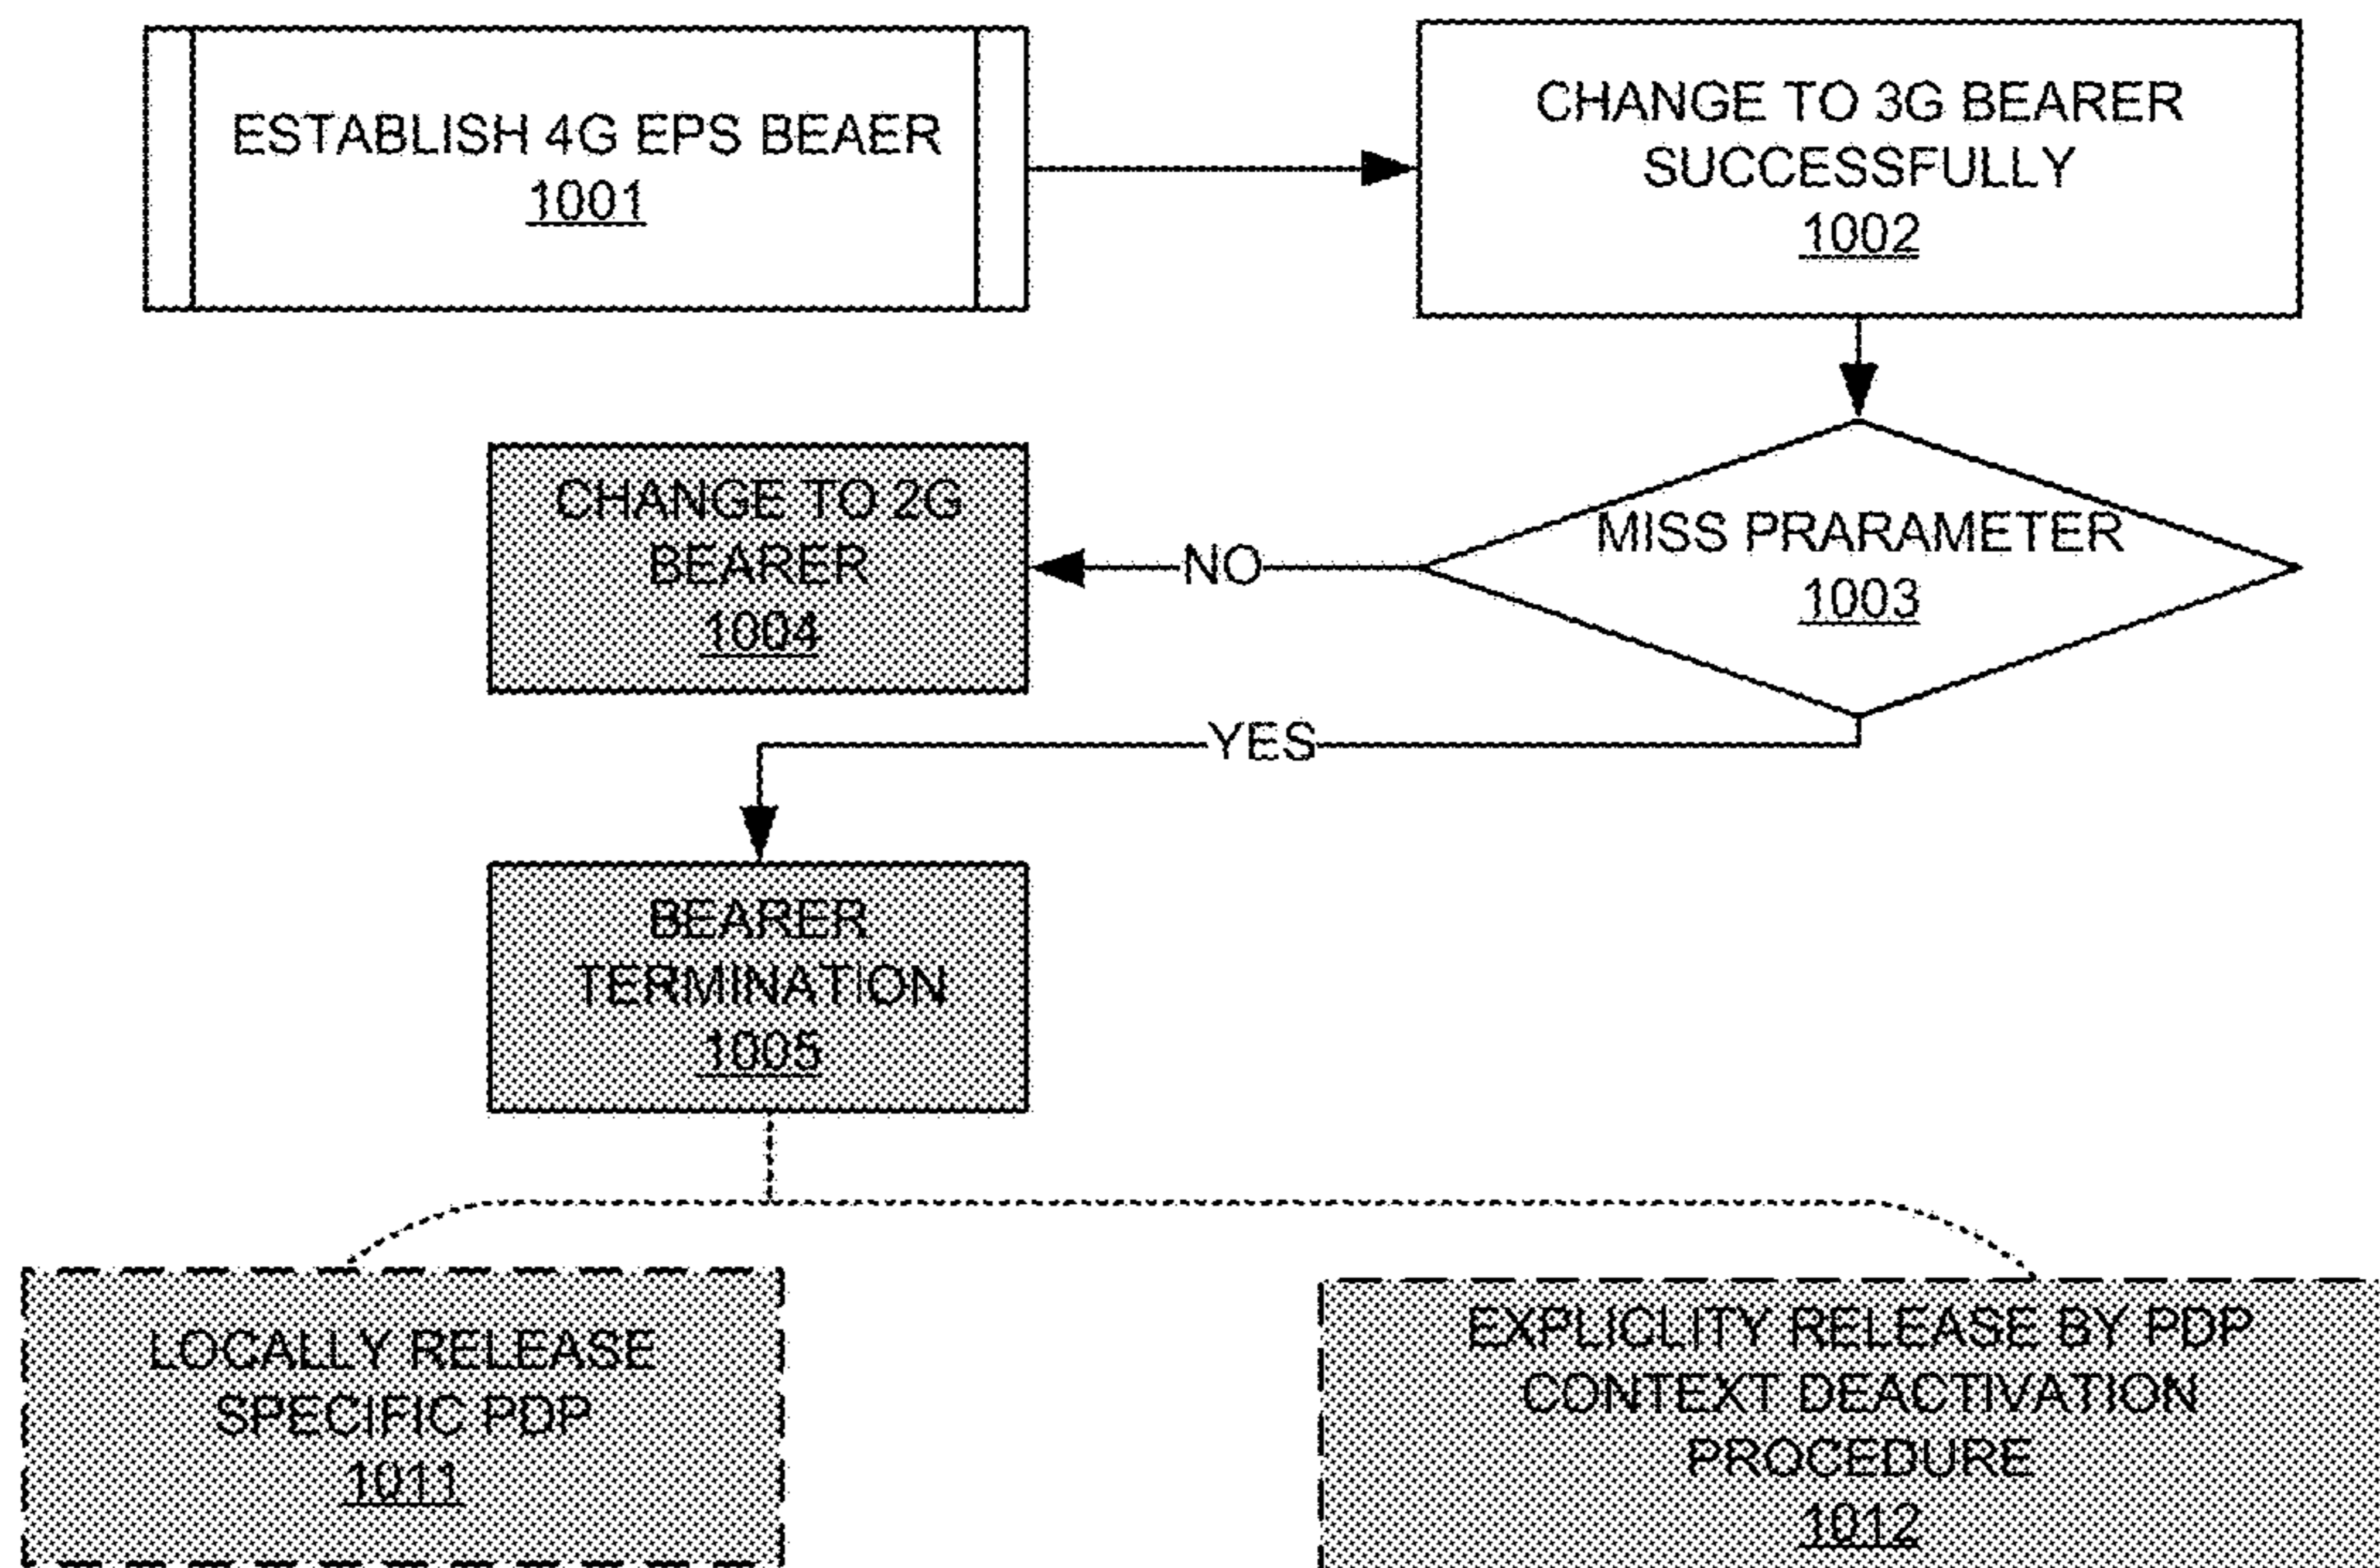 ESTABLISH 4G EPS BEAER
1001
CHANGE TO 3G BEARER
SUCCESSFULLY
1002
MISS PRARAMETER
1003
NO
CHANGE TO 2G
BEARER
1004
YES
BEARER
TERMINATION
1005
LOCALLY RELEASE
SPECIFIC PDP
1011
EXPLICLITY RELEASE BY PDP
CONTEXT DEACTIVATION
PROCEDURE
1012